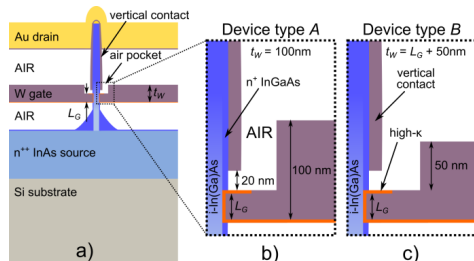 Au drain
vertical contact
air pocket
AIR
W gate
t_W
L_G
AIR
n++ InAs source
Si substrate
a)
Device type A
t_W = 100nm
n+ InGaAs
AIR
20 nm
100 nm
L_G
i-In(Ga)As
b)
Device type B
t_W = L_G + 50nm
vertical contact
high-κ
50 nm
L_G
i-In(Ga)As
c)